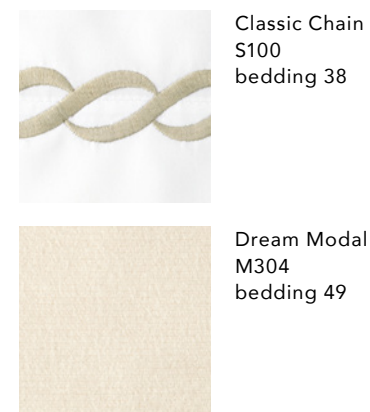 Classic Chain
S100
bedding 38
Dream Modal
M304
bedding 49